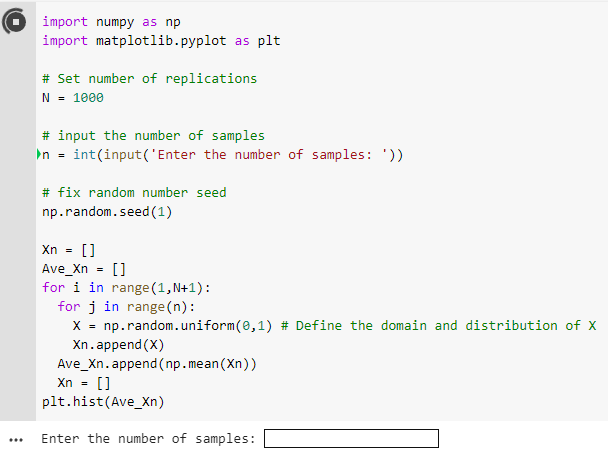 import numpy as np
import matplotlib.pyplot as plt

# Set number of replications
N = 1000

# input the number of samples
n = int(input('Enter the number of samples: '))

# fix random number seed
np.random.seed(1)

Xn = []
Ave_Xn = []
for i in range(1,N+1):
  for j in range(n):
    X = np.random.uniform(0,1) # Define the domain and distribution of X
    Xn.append(X)
  Ave_Xn.append(np.mean(Xn))
  Xn = []
plt.hist(Ave_Xn)
Enter the number of samples: